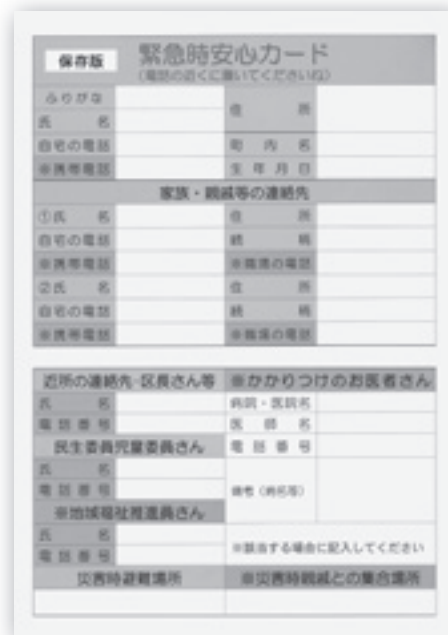 保存版
緊急時安心カード
(電話の近くに置いてくださいね)
ふりがな
氏名 住所
自宅の電話 町内名
※携帯電話 生年月日
家族・親戚等の連絡先
①氏名 住所
自宅の電話 続柄
※携帯電話 ※職場の電話
②氏名 住所
自宅の電話 続柄
※携帯電話 ※職場の電話
近所の連絡先・区長さん等 ※かかりつけのお医者さん
氏名 病院・医院名
電話番号 医師名
民生委員児童委員さん 電話番号
氏名
電話番号 備考(病名等)
※地域福祉推進員さん
氏名 ※該当する場合に記入してください
電話番号
災害時避難場所 ※災害時親戚との集合場所